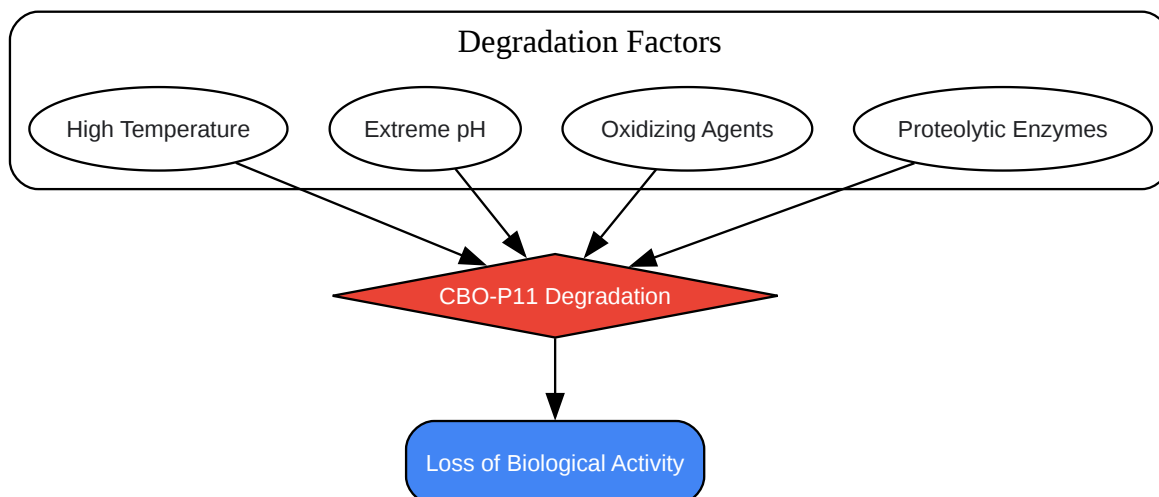 Degradation Factors
High Temperature
Extreme pH
Oxidizing Agents
Proteolytic Enzymes
CBO-P11 Degradation
Loss of Biological Activity